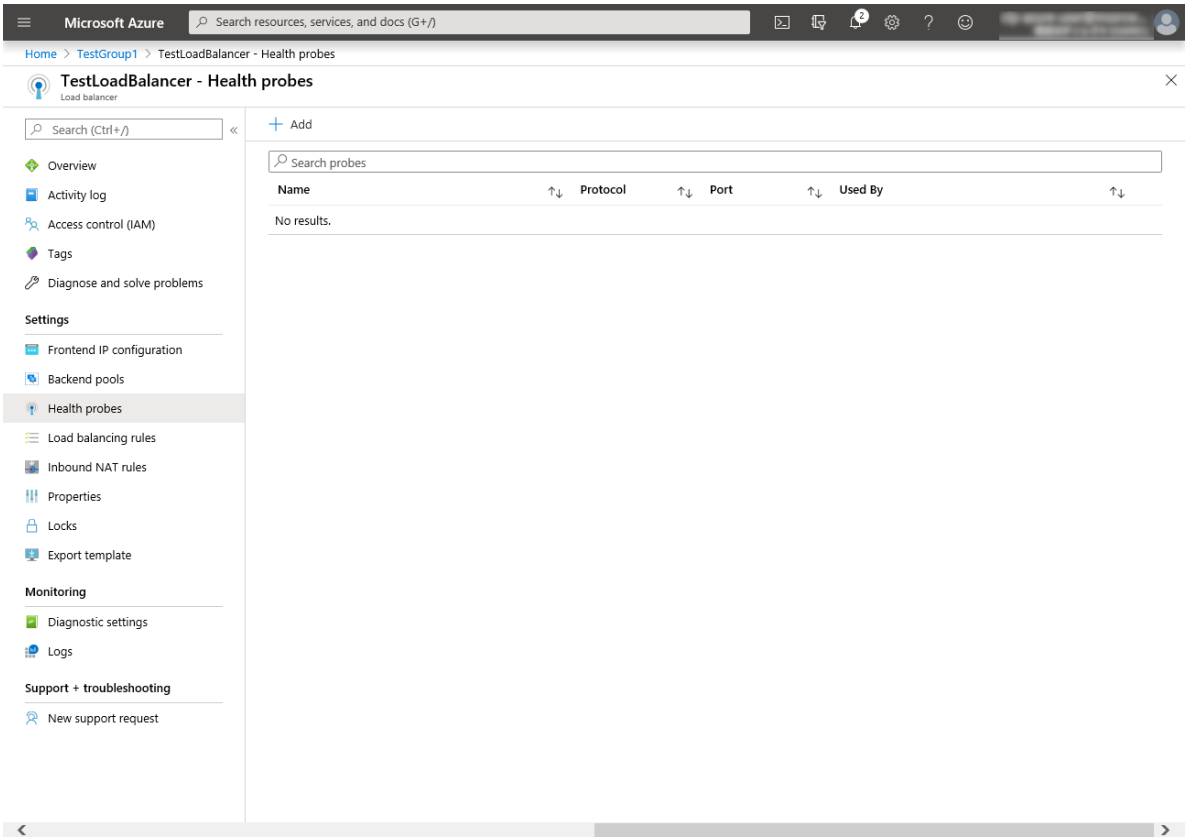 Microsoft Azure
Search resources, services, and docs (G+/)
2
Home > TestGroup1 > TestLoadBalancer - Health probes
TestLoadBalancer - Health probes
Load balancer
Search (Ctrl+/)
Overview
Activity log
Access control (IAM)
Tags
Diagnose and solve problems
Settings
Frontend IP configuration
Backend pools
Health probes
Load balancing rules
Inbound NAT rules
Properties
Locks
Export template
Monitoring
Diagnostic settings
Logs
Support + troubleshooting
New support request
Add
Search probes
Name Protocol Port Used By
No results.